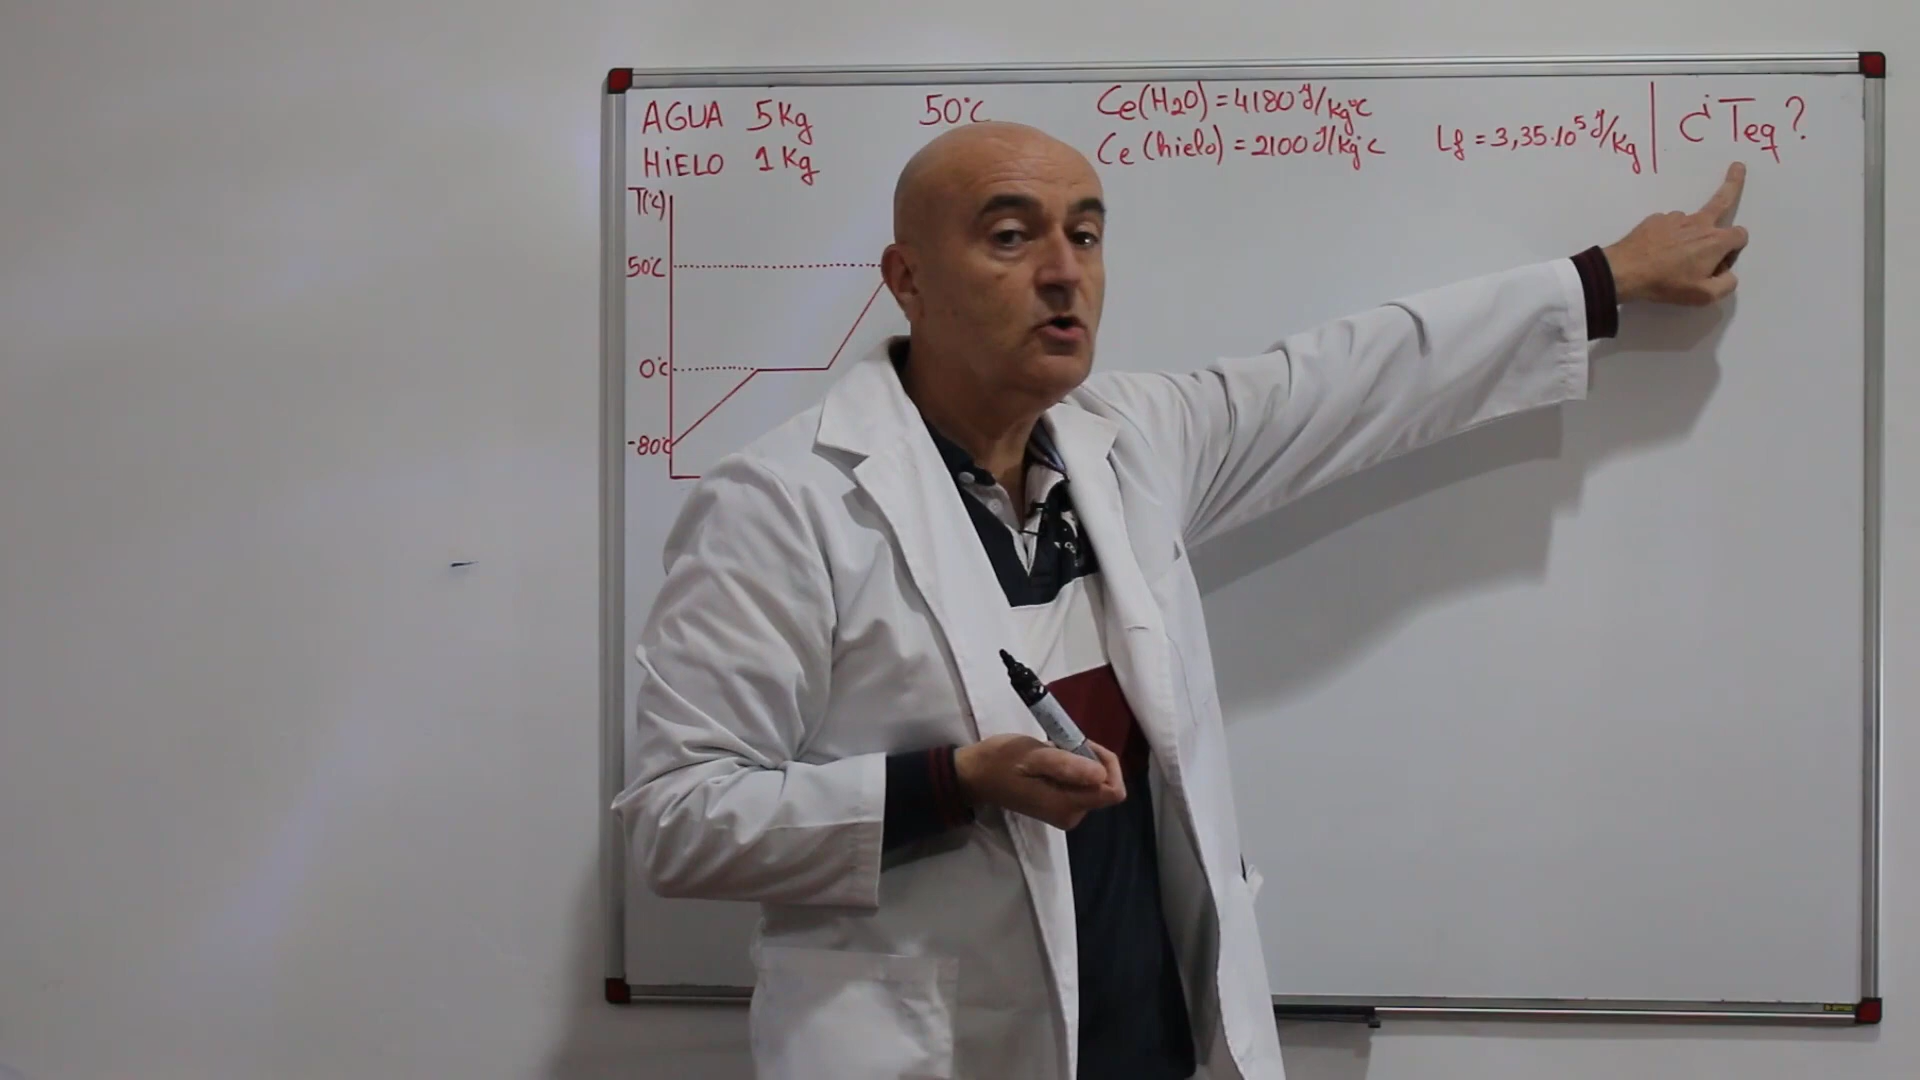 AGUA 5Kg 50°C Ce(H2O) = 4180 J/Kg°C
HiELO 1Kg Ce (hielo) = 2100 J/Kg°C Lf = 3,35·10⁵ J/Kg ¿Teq?
T(°C)
50°C
0°C
-80°C